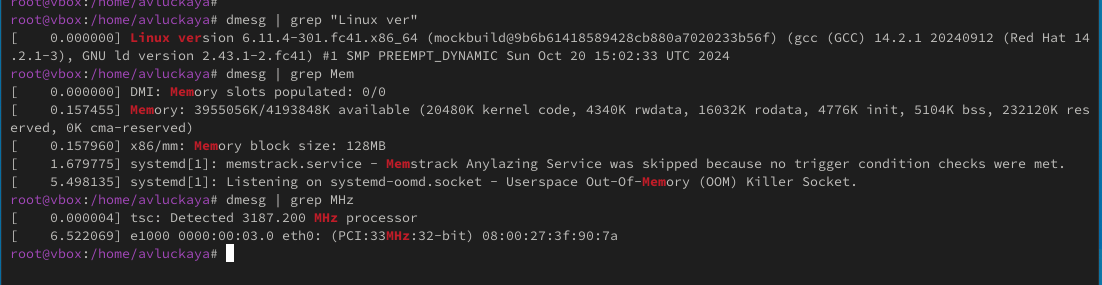 root@vbox:/home/avluckaya#
root@vbox:/home/avluckaya# dmesg | grep "Linux ver"
[    0.000000] Linux version 6.11.4-301.fc41.x86_64 (mockbuild@9b6b61418589428cb880a7020233b56f) (gcc (GCC) 14.2.1 20240912 (Red Hat 14
.2.1-3), GNU ld version 2.43.1-2.fc41) #1 SMP PREEMPT_DYNAMIC Sun Oct 20 15:02:33 UTC 2024
root@vbox:/home/avluckaya# dmesg | grep Mem
[    0.000000] DMI: Memory slots populated: 0/0
[    0.157455] Memory: 3955056K/4193848K available (20480K kernel code, 4340K rwdata, 16032K rodata, 4776K init, 5104K bss, 232120K res
erved, 0K cma-reserved)
[    0.157960] x86/mm: Memory block size: 128MB
[    1.679775] systemd[1]: memstrack.service - Memstrack Anylazing Service was skipped because no trigger condition checks were met.
[    5.498135] systemd[1]: Listening on systemd-oomd.socket - Userspace Out-Of-Memory (OOM) Killer Socket.
root@vbox:/home/avluckaya# dmesg | grep MHz
[    0.000004] tsc: Detected 3187.200 MHz processor
[    6.522069] e1000 0000:00:03.0 eth0: (PCI:33MHz:32-bit) 08:00:27:3f:90:7a
root@vbox:/home/avluckaya#